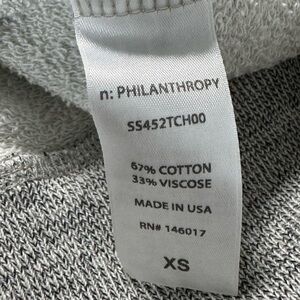 n: PHILANTHROPY
SS452TCH00
67% COTTON
33% VISCOSE
MADE IN USA
RN# 146017
XS